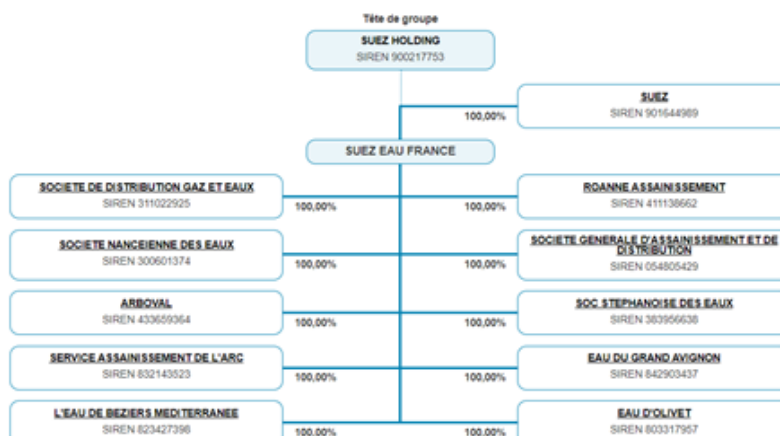 Tête de groupe
SUEZ HOLDING
SIREN 900217753
SUEZ
SIREN 901644989
100,00%
SUEZ EAU FRANCE
SOCIETE DE DISTRIBUTION GAZ ET EAUX
SIREN 311022925
100,00%
100,00%
ROANNE ASSAINISSEMENT
SIREN 411138662
SOCIETE NANCEIENNE DES EAUX
SIREN 300601374
100,00%
100,00%
SOCIETE GENERALE D'ASSAINISSEMENT ET DE
DISTRIBUTION
SIREN 054805429
ARBOVAL
SIREN 433659364
100,00%
100,00%
SOC STEPHANOISE DES EAUX
SIREN 383956638
SERVICE ASSAINISSEMENT DE L'ARC
SIREN 832143523
100,00%
100,00%
EAU DU GRAND AVIGNON
SIREN 842903437
L'EAU DE BEZIERS MEDITERRANEE
SIREN 823427398
100,00%
100,00%
EAU D'OLIVET
SIREN 803317957